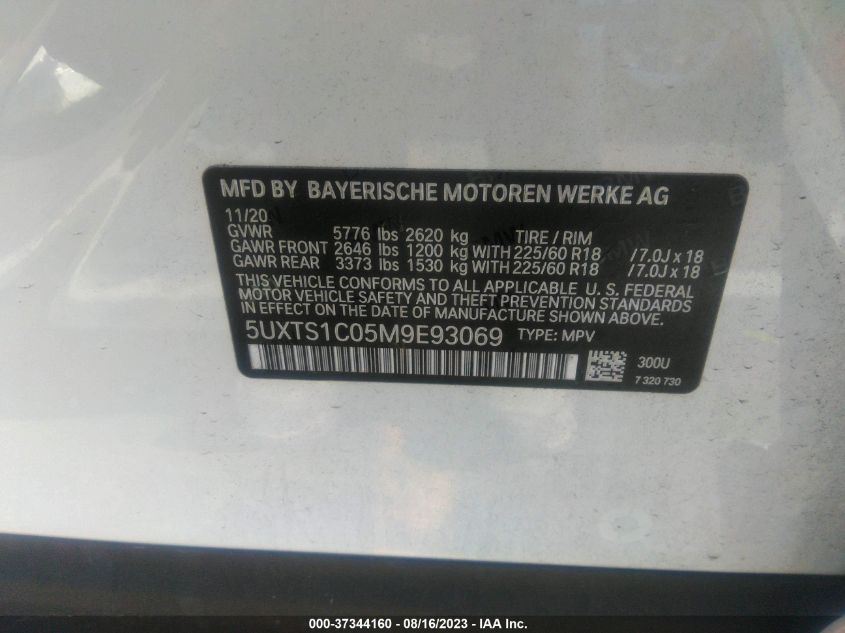 MFD BY BAYERISCHE MOTOREN WERKE AG
11/20
GVWR 5776 lbs 2620 kg TIRE / RIM
GAWR FRONT 2646 lbs 1200 kg WITH 225/60 R18 / 7.0J x 18
GAWR REAR 3373 lbs 1530 kg WITH 225/60 R18 / 7.0J x 18
THIS VEHICLE CONFORMS TO ALL APPLICABLE U. S. FEDERAL
MOTOR VEHICLE SAFETY AND THEFT PREVENTION STANDARDS
IN EFFECT ON THE DATE OF MANUFACTURE SHOWN ABOVE.
5UXTS1C05M9E93069 TYPE: MPV
300U
7 320 730
000-37344160 - 08/16/2023 - IAA Inc.